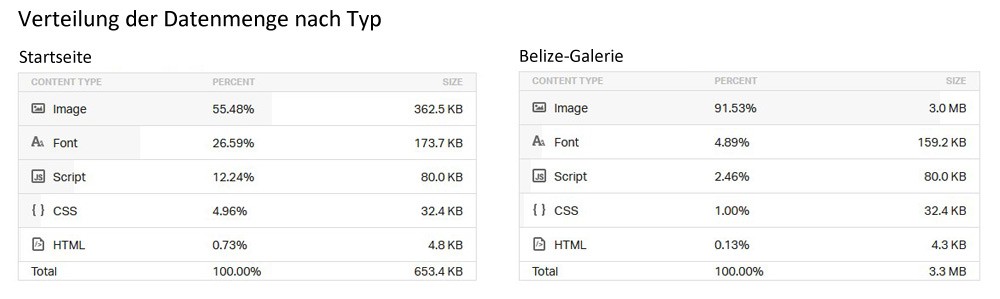 Verteilung der Datenmenge nach Typ
Startseite
CONTENT TYPE PERCENT SIZE
Image 55.48% 362.5 KB
Font 26.59% 173.7 KB
JS Script 12.24% 80.0 KB
{ } CSS 4.96% 32.4 KB
HTML 0.73% 4.8 KB
Total 100.00% 653.4 KB
Belize-Galerie
CONTENT TYPE PERCENT SIZE
Image 91.53% 3.0 MB
Font 4.89% 159.2 KB
JS Script 2.46% 80.0 KB
{ } CSS 1.00% 32.4 KB
HTML 0.13% 4.3 KB
Total 100.00% 3.3 MB